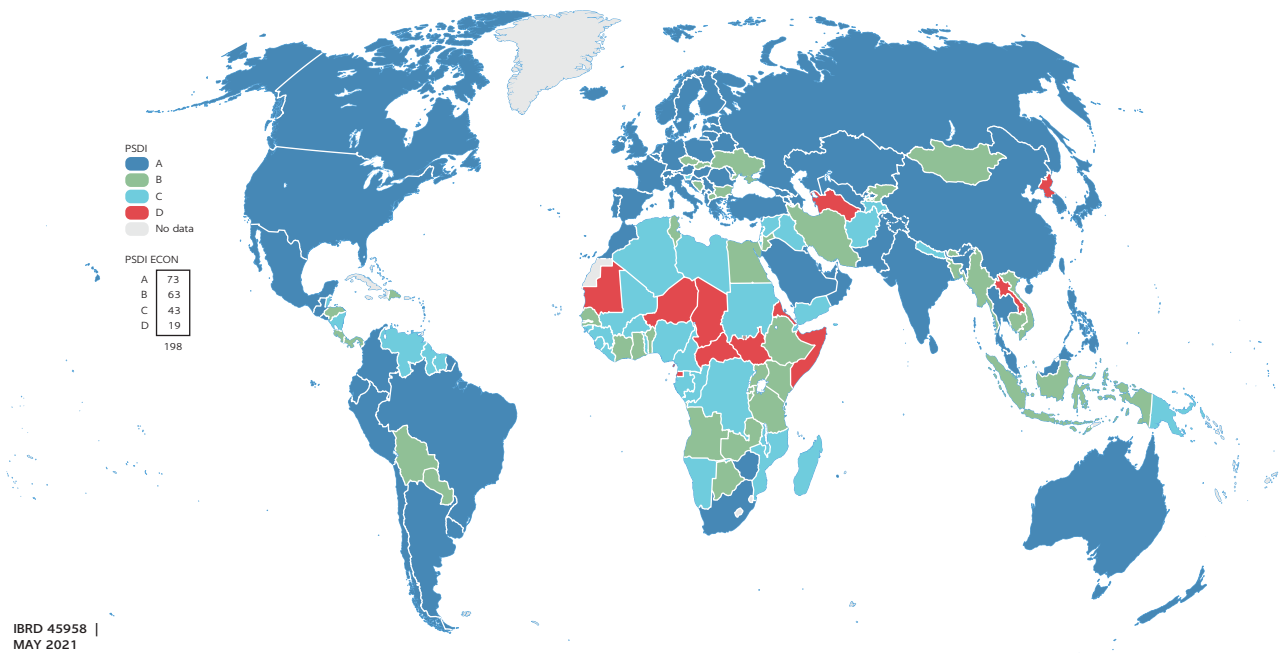 PSDI
A
B
C
D
No data
PSDI ECON
A 73
B 63
C 43
D 19
198
IBRD 45958 |
MAY 2021